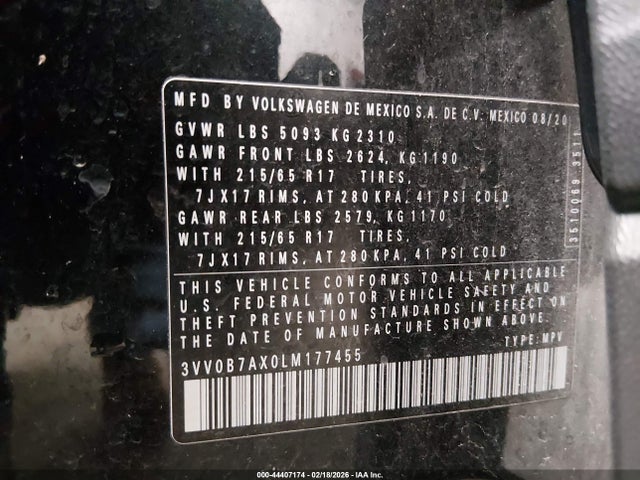 MFD BY VOLKSWAGEN DE MEXICO S.A. DE C.V. MEXICO 08/20
GVWR LBS 5093 KG 2310
GAWR FRONT LBS 2624, KG 1190
WITH 215/65 R17 TIRES,
7JX17 RIMS, AT 280 KPA, 41 PSI COLD
GAWR REAR LBS 2579, KG 1170
WITH 215/65 R17 TIRES,
7JX17 RIMS, AT 280 KPA, 41 PSI COLD
THIS VEHICLE CONFORMS TO ALL APPLICABLE
U.S. FEDERAL MOTOR VEHICLE SAFETY AND
THEFT PREVENTION STANDARDS IN EFFECT ON
THE DATE OF MANUFACTURE SHOWN ABOVE.
3VV0B7AX0LM177455 TYPE: MPV
3510069 3511
000-44407174 - 02/18/2026 - IAA Inc.